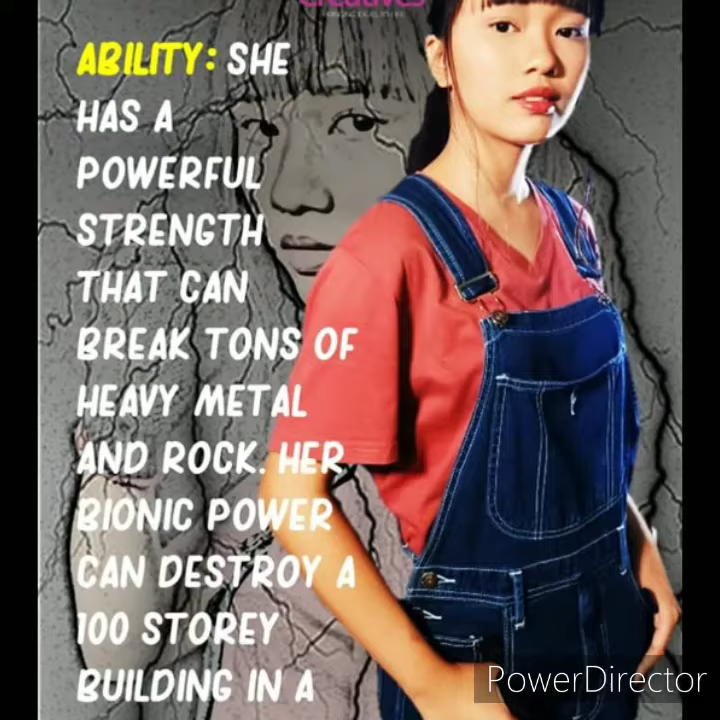 Creatives
ABILITY: SHE
HAS A
POWERFUL
STRENGTH
THAT CAN
BREAK TONS OF
HEAVY METAL
AND ROCK. HER
BIONIC POWER
CAN DESTROY A
100 STOREY
BUILDING IN A
PowerDirector